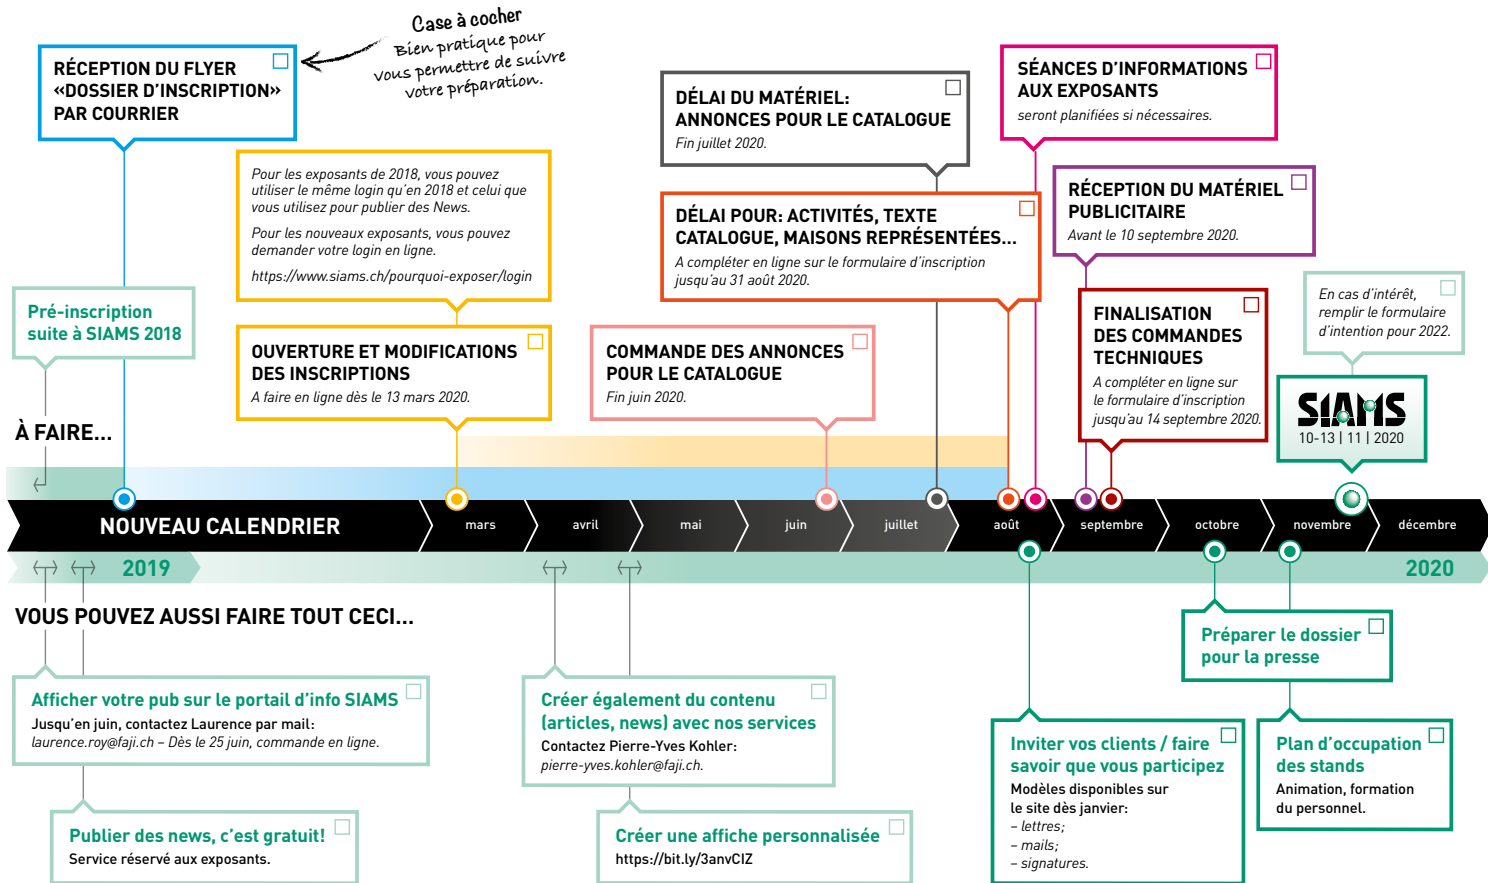 Case à cocher
Bien pratique pour
vous permettre de suivre
votre préparation.
RÉCEPTION DU FLYER
«DOSSIER D'INSCRIPTION»
PAR COURRIER
Pour les exposants de 2018, vous pouvez
utiliser le même login qu'en 2018 et celui que
vous utilisez pour publier des News.
Pour les nouveaux exposants, vous pouvez
demander votre login en ligne.
https://www.siams.ch/pourquoi-exposer/login
DÉLAI DU MATÉRIEL:
ANNONCES POUR LE CATALOGUE
Fin juillet 2020.
SÉANCES D'INFORMATIONS
AUX EXPOSANTS
seront planifiées si nécessaires.
DÉLAI POUR: ACTIVITÉS, TEXTE
CATALOGUE, MAISONS REPRÉSENTÉES...
A compléter en ligne sur le formulaire d'inscription
jusqu'au 31 août 2020.
RÉCEPTION DU MATÉRIEL
PUBLICITAIRE
Avant le 10 septembre 2020.
Pré-inscription
suite à SIAMS 2018
OUVERTURE ET MODIFICATIONS
DES INSCRIPTIONS
A faire en ligne dès le 13 mars 2020.
COMMANDE DES ANNONCES
POUR LE CATALOGUE
Fin juin 2020.
FINALISATION
DES COMMANDES
TECHNIQUES
A compléter en ligne sur
le formulaire d'inscription
jusqu'au 14 septembre 2020.
En cas d'intérêt,
remplir le formulaire
d'intention pour 2022.
SIAMS
10-13 | 11 | 2020
À FAIRE...
NOUVEAU CALENDRIER
mars
avril
mai
juin
juillet
août
septembre
octobre
novembre
décembre
2019
2020
VOUS POUVEZ AUSSI FAIRE TOUT CECI...
Afficher votre pub sur le portail d'info SIAMS
Jusqu'en juin, contactez Laurence par mail:
laurence.roy@faji.ch – Dès le 25 juin, commande en ligne.
Publier des news, c'est gratuit!
Service réservé aux exposants.
Créer également du contenu
(articles, news) avec nos services
Contactez Pierre-Yves Kohler:
pierre-yves.kohler@faji.ch.
Créer une affiche personnalisée
https://bit.ly/3anvCIZ
Inviter vos clients / faire
savoir que vous participez
Modèles disponibles sur
le site dès janvier:
– lettres;
– mails;
– signatures.
Préparer le dossier
pour la presse
Plan d'occupation
des stands
Animation, formation
du personnel.